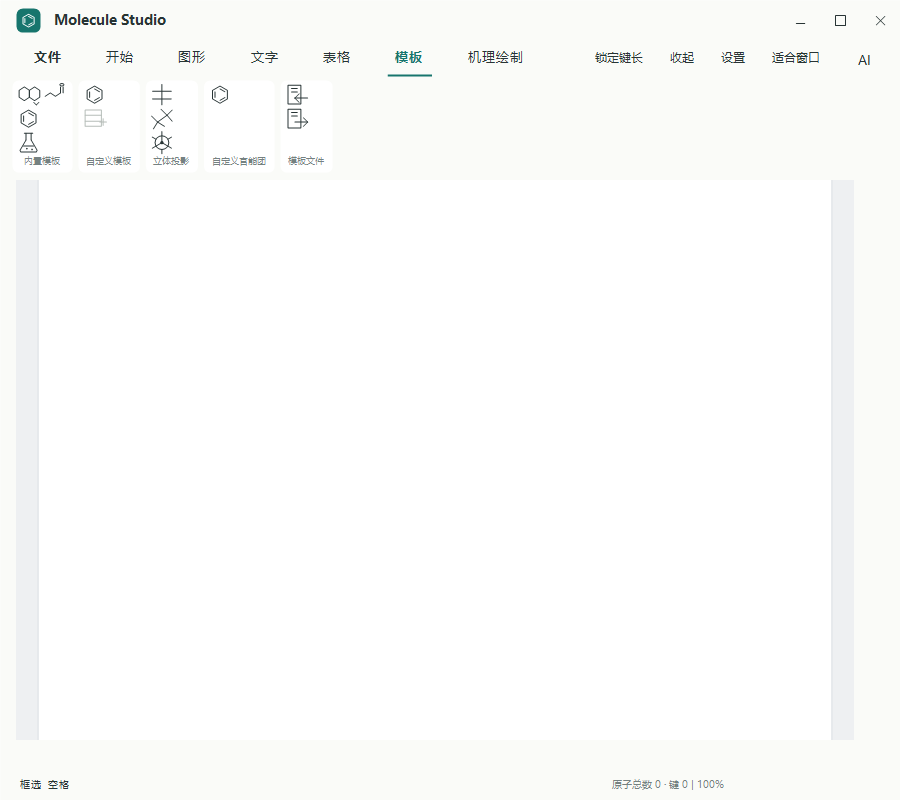 Molecule Studio
文件 开始 图形 文字 表格 模板 机理绘制 锁定键长 收起 设置 适合窗口 AI
内置模板 自定义模板 立体投影 自定义官能团 模板文件
框选 空格 原子总数 0 · 键 0 | 100%